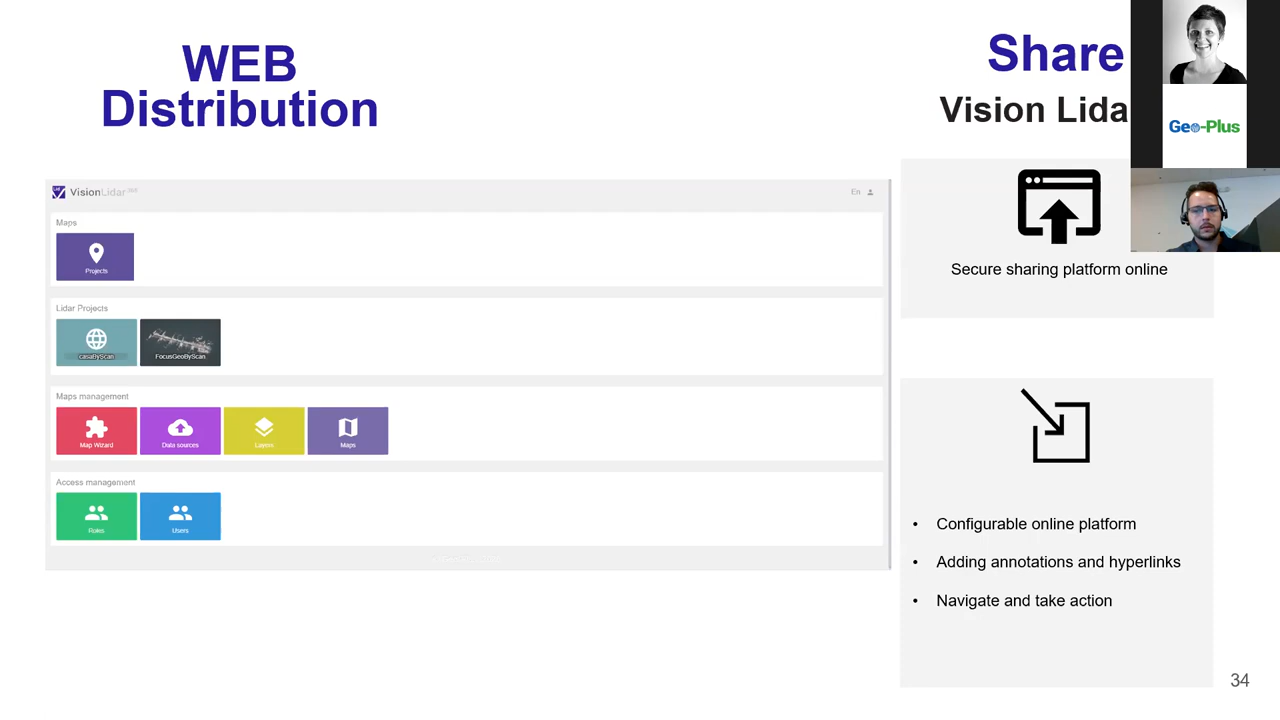 WEB
Distribution
Share
Vision Lida
Geo-Plus
VisionLidar
En
Maps
Projects
Lidar Projects
casaByScan
FocusGeoByScan
Maps management
Map Wizard
Data sources
Layers
Maps
Access management
Roles
Users
Secure sharing platform online
• Configurable online platform
• Adding annotations and hyperlinks
• Navigate and take action
34